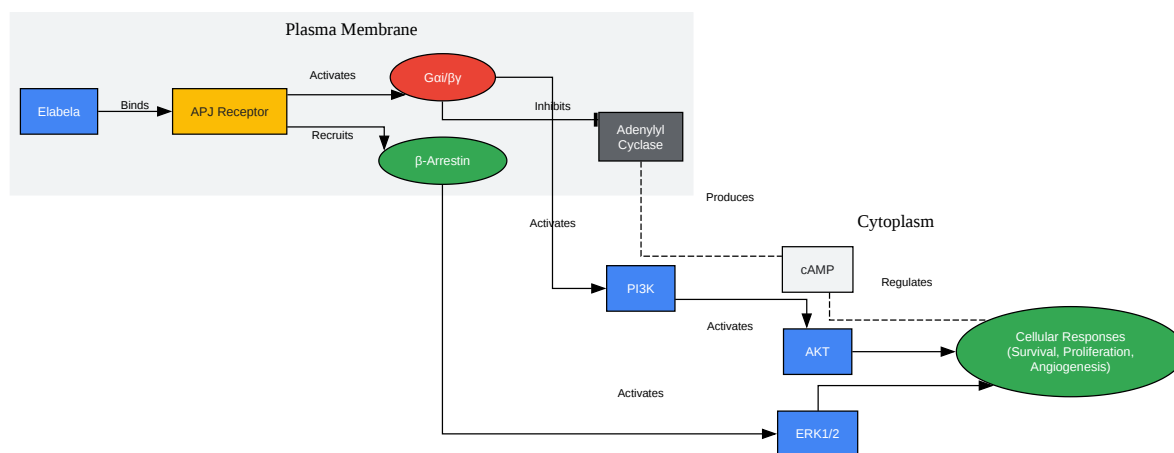 Plasma Membrane
Activates
Gαi/βγ
Elabela
Binds
APJ Receptor
Inhibits
Recruits
Adenylyl
Cyclase
β-Arrestin
Produces
Cytoplasm
Activates
cAMP
Regulates
PI3K
Activates
AKT
Cellular Responses
(Survival, Proliferation,
Angiogenesis)
Activates
ERK1/2